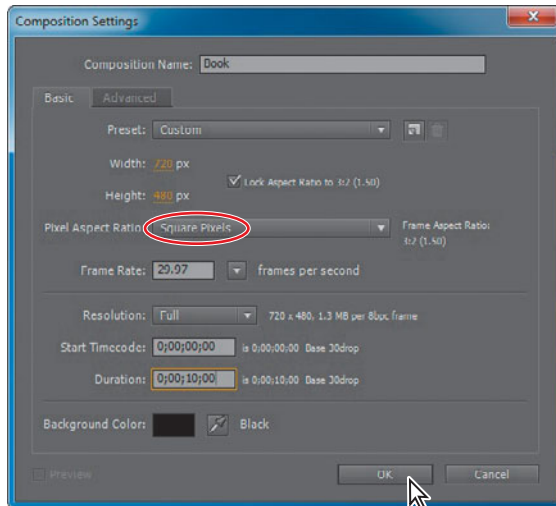 Composition Settings
Composition Name: Book
Basic Advanced
Preset: Custom
Width: 720 px
Lock Aspect Ratio to 3:2 (1.50)
Height: 480 px
Pixel Aspect Ratio: Square Pixels
Frame Aspect Ratio:
3:2 (1.50)
Frame Rate: 29.97 frames per second
Resolution: Full 720 x 480, 1.3 MB per 8bpc frame
Start Timecode: 0;00;00;00 is 0;00;00;00 Base 30drop
Duration: 0;00;10;00 is 0;00;10;00 Base 30drop
Background Color: Black
Preview
OK Cancel